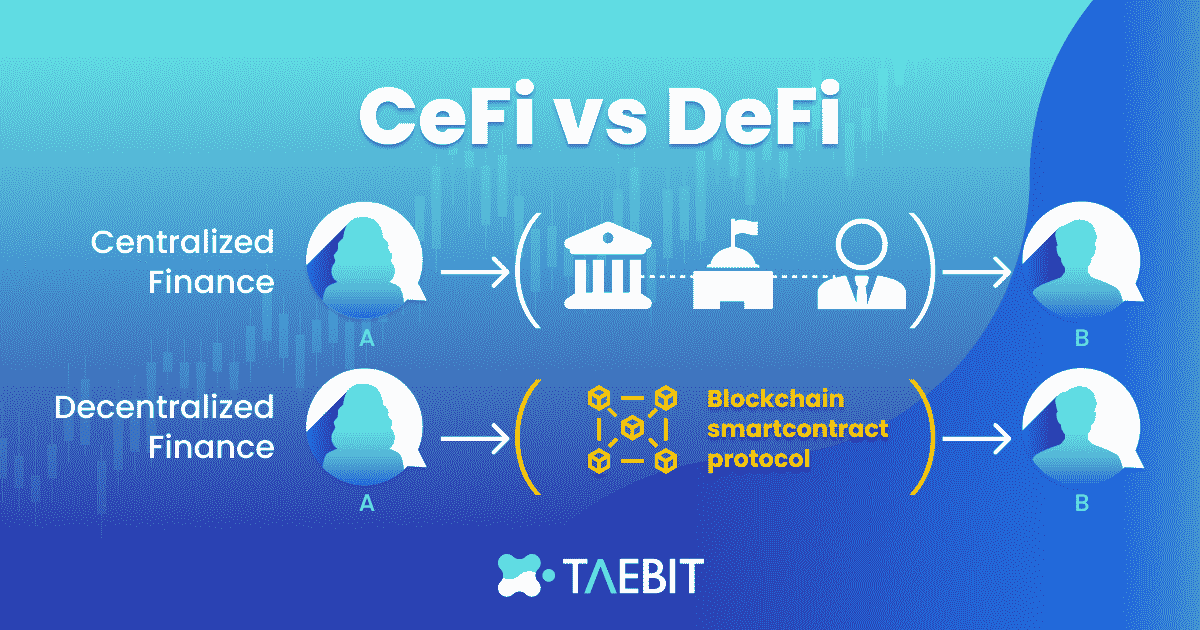 CeFi vs DeFi
Centralized
Finance
A
B
Decentralized
Finance
Blockchain
smartcontract
protocol
A
B
TAEBIT